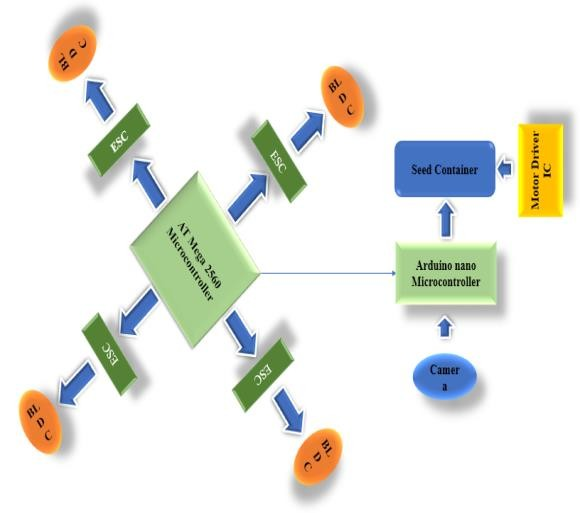 BL
D
C
BL
D
C
ESC
ESC
Motor Driver
IC
Seed Container
AT Mega 2560
Microcontroller
Arduino nano
Microcontroller
ESC
ESC
Camer
a
BL
D
C
BL
D
C